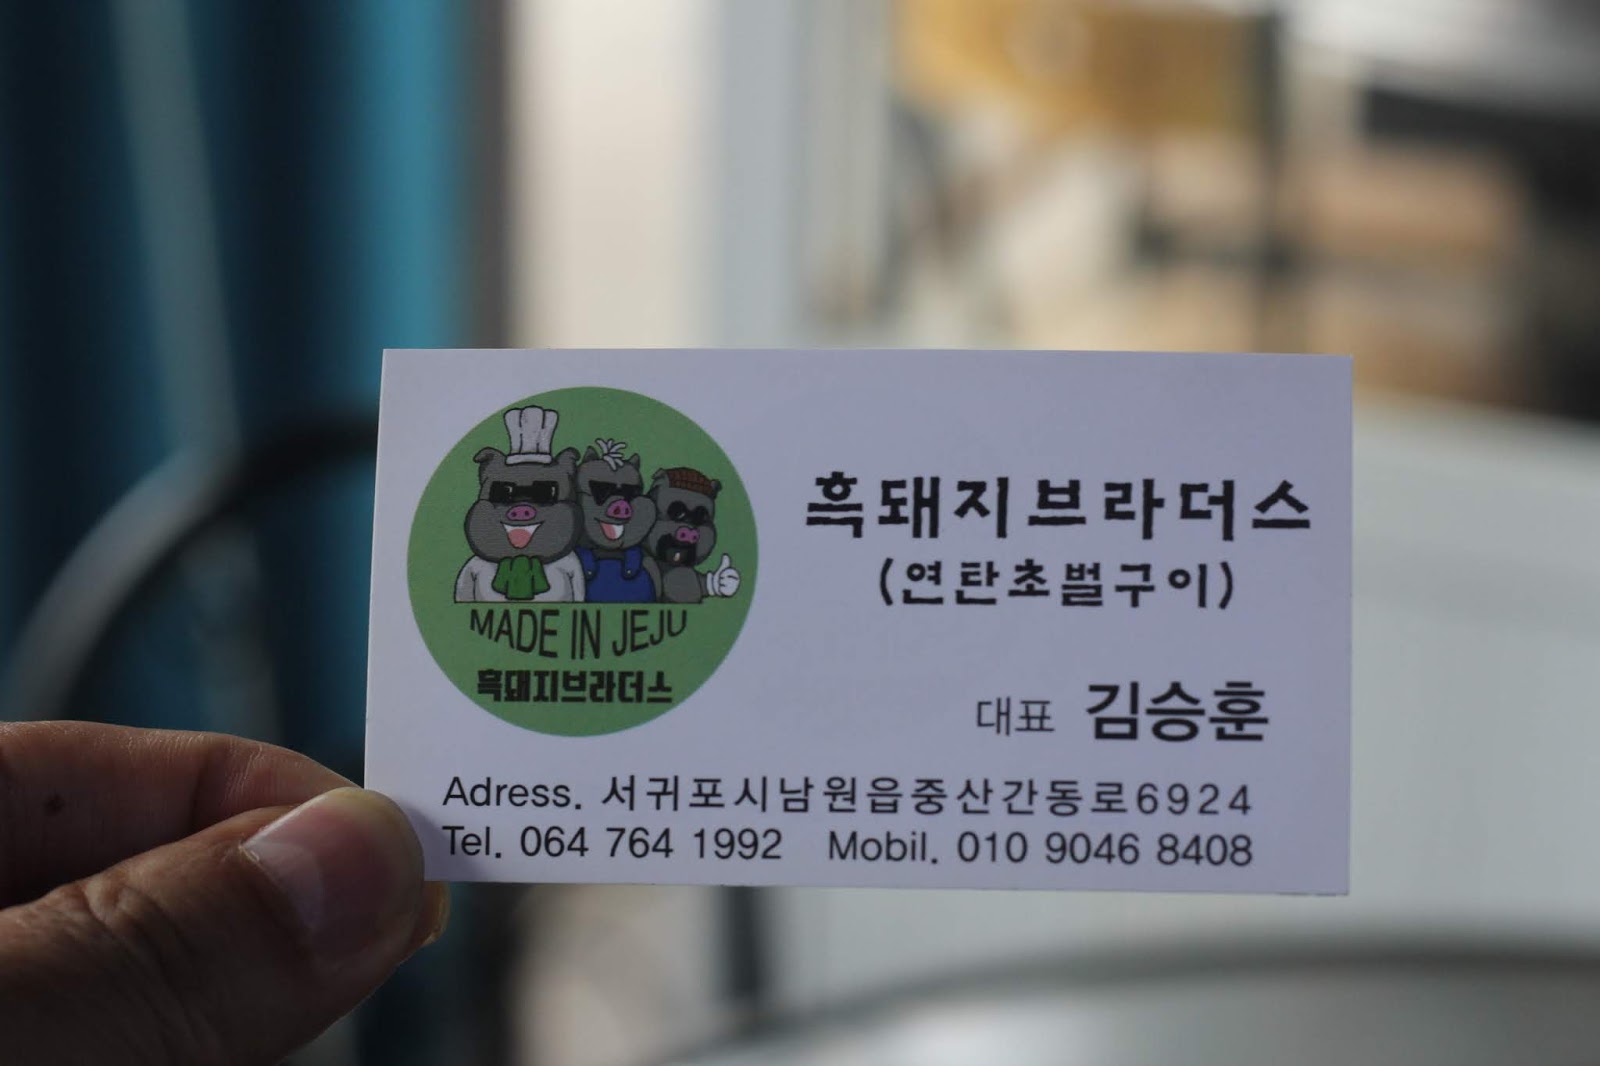 MADE IN JEJU
흑돼지브라더스
흑돼지브라더스
(연탄초벌구이)
대표 김승훈
Adress. 서귀포시남원읍중산간동로6924
Tel. 064 764 1992 Mobil. 010 9046 8408